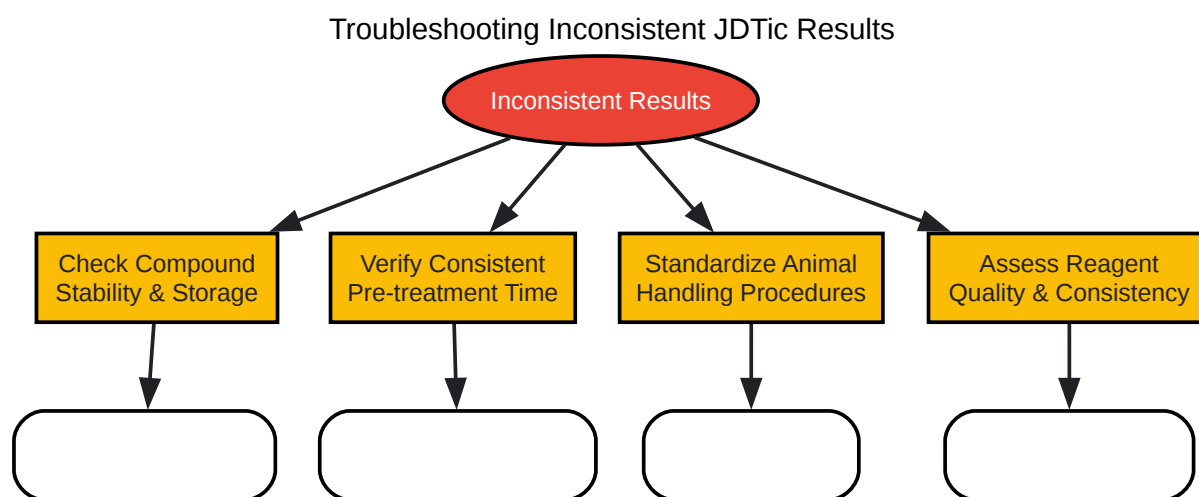 Troubleshooting Inconsistent JDTic Results
Inconsistent Results
Check Compound
Stability & Storage
Verify Consistent
Pre-treatment Time
Standardize Animal
Handling Procedures
Assess Reagent
Quality & Consistency